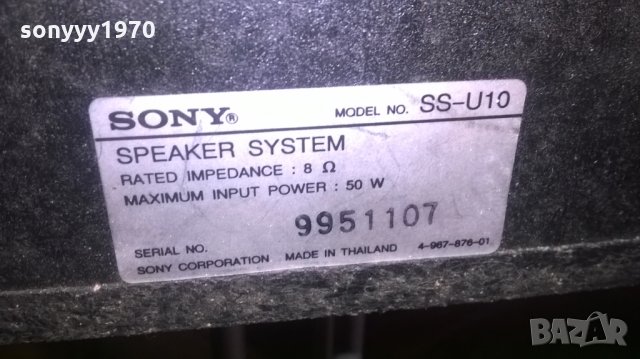 sonyyy1970
SONY® MODEL NO. SS-U10
SPEAKER SYSTEM
RATED IMPEDANCE : 8 Ω
MAXIMUM INPUT POWER : 50 W
9951107
SERIAL NO.
SONY CORPORATION MADE IN THAILAND 4-967-876-01
BAZAR